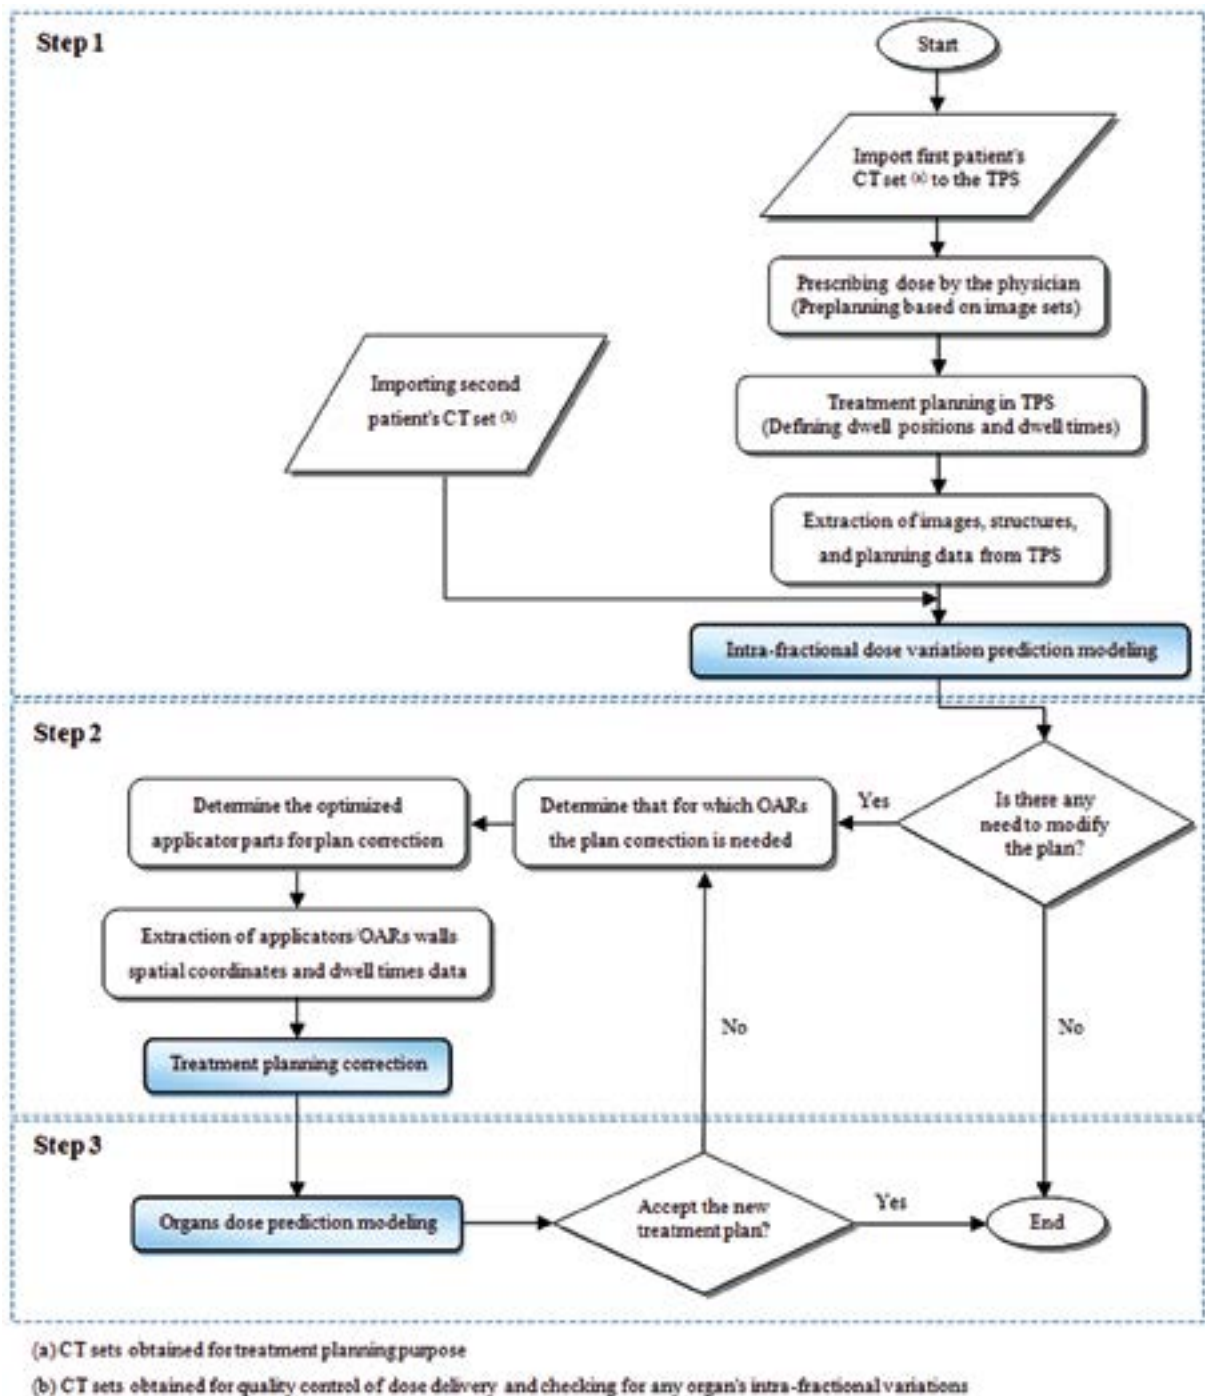 Step 1
Start
Import first patient's
CT set (a) to the TPS
Prescribing dose by the physician
(Preplanning based on image sets)
Importing second
patient's CT set (b)
Treatment planning in TPS
(Defining dwell positions and dwell times)
Extraction of images, structures,
and planning data from TPS
Intra-fractional dose variation prediction modeling
Step 2
Is there any
need to modify
the plan?
Yes
Determine that for which OARs
the plan correction is needed
Determine the optimized
applicator parts for plan correction
Extraction of applicators/OARs walls
spatial coordinates and dwell times data
No
No
Treatment planning correction
Step 3
Organs dose prediction modeling
Accept the new
treatment plan?
Yes
End
(a) CT sets obtained for treatment planning purpose
(b) CT sets obtained for quality control of dose delivery and checking for any organ's intra-fractional variations